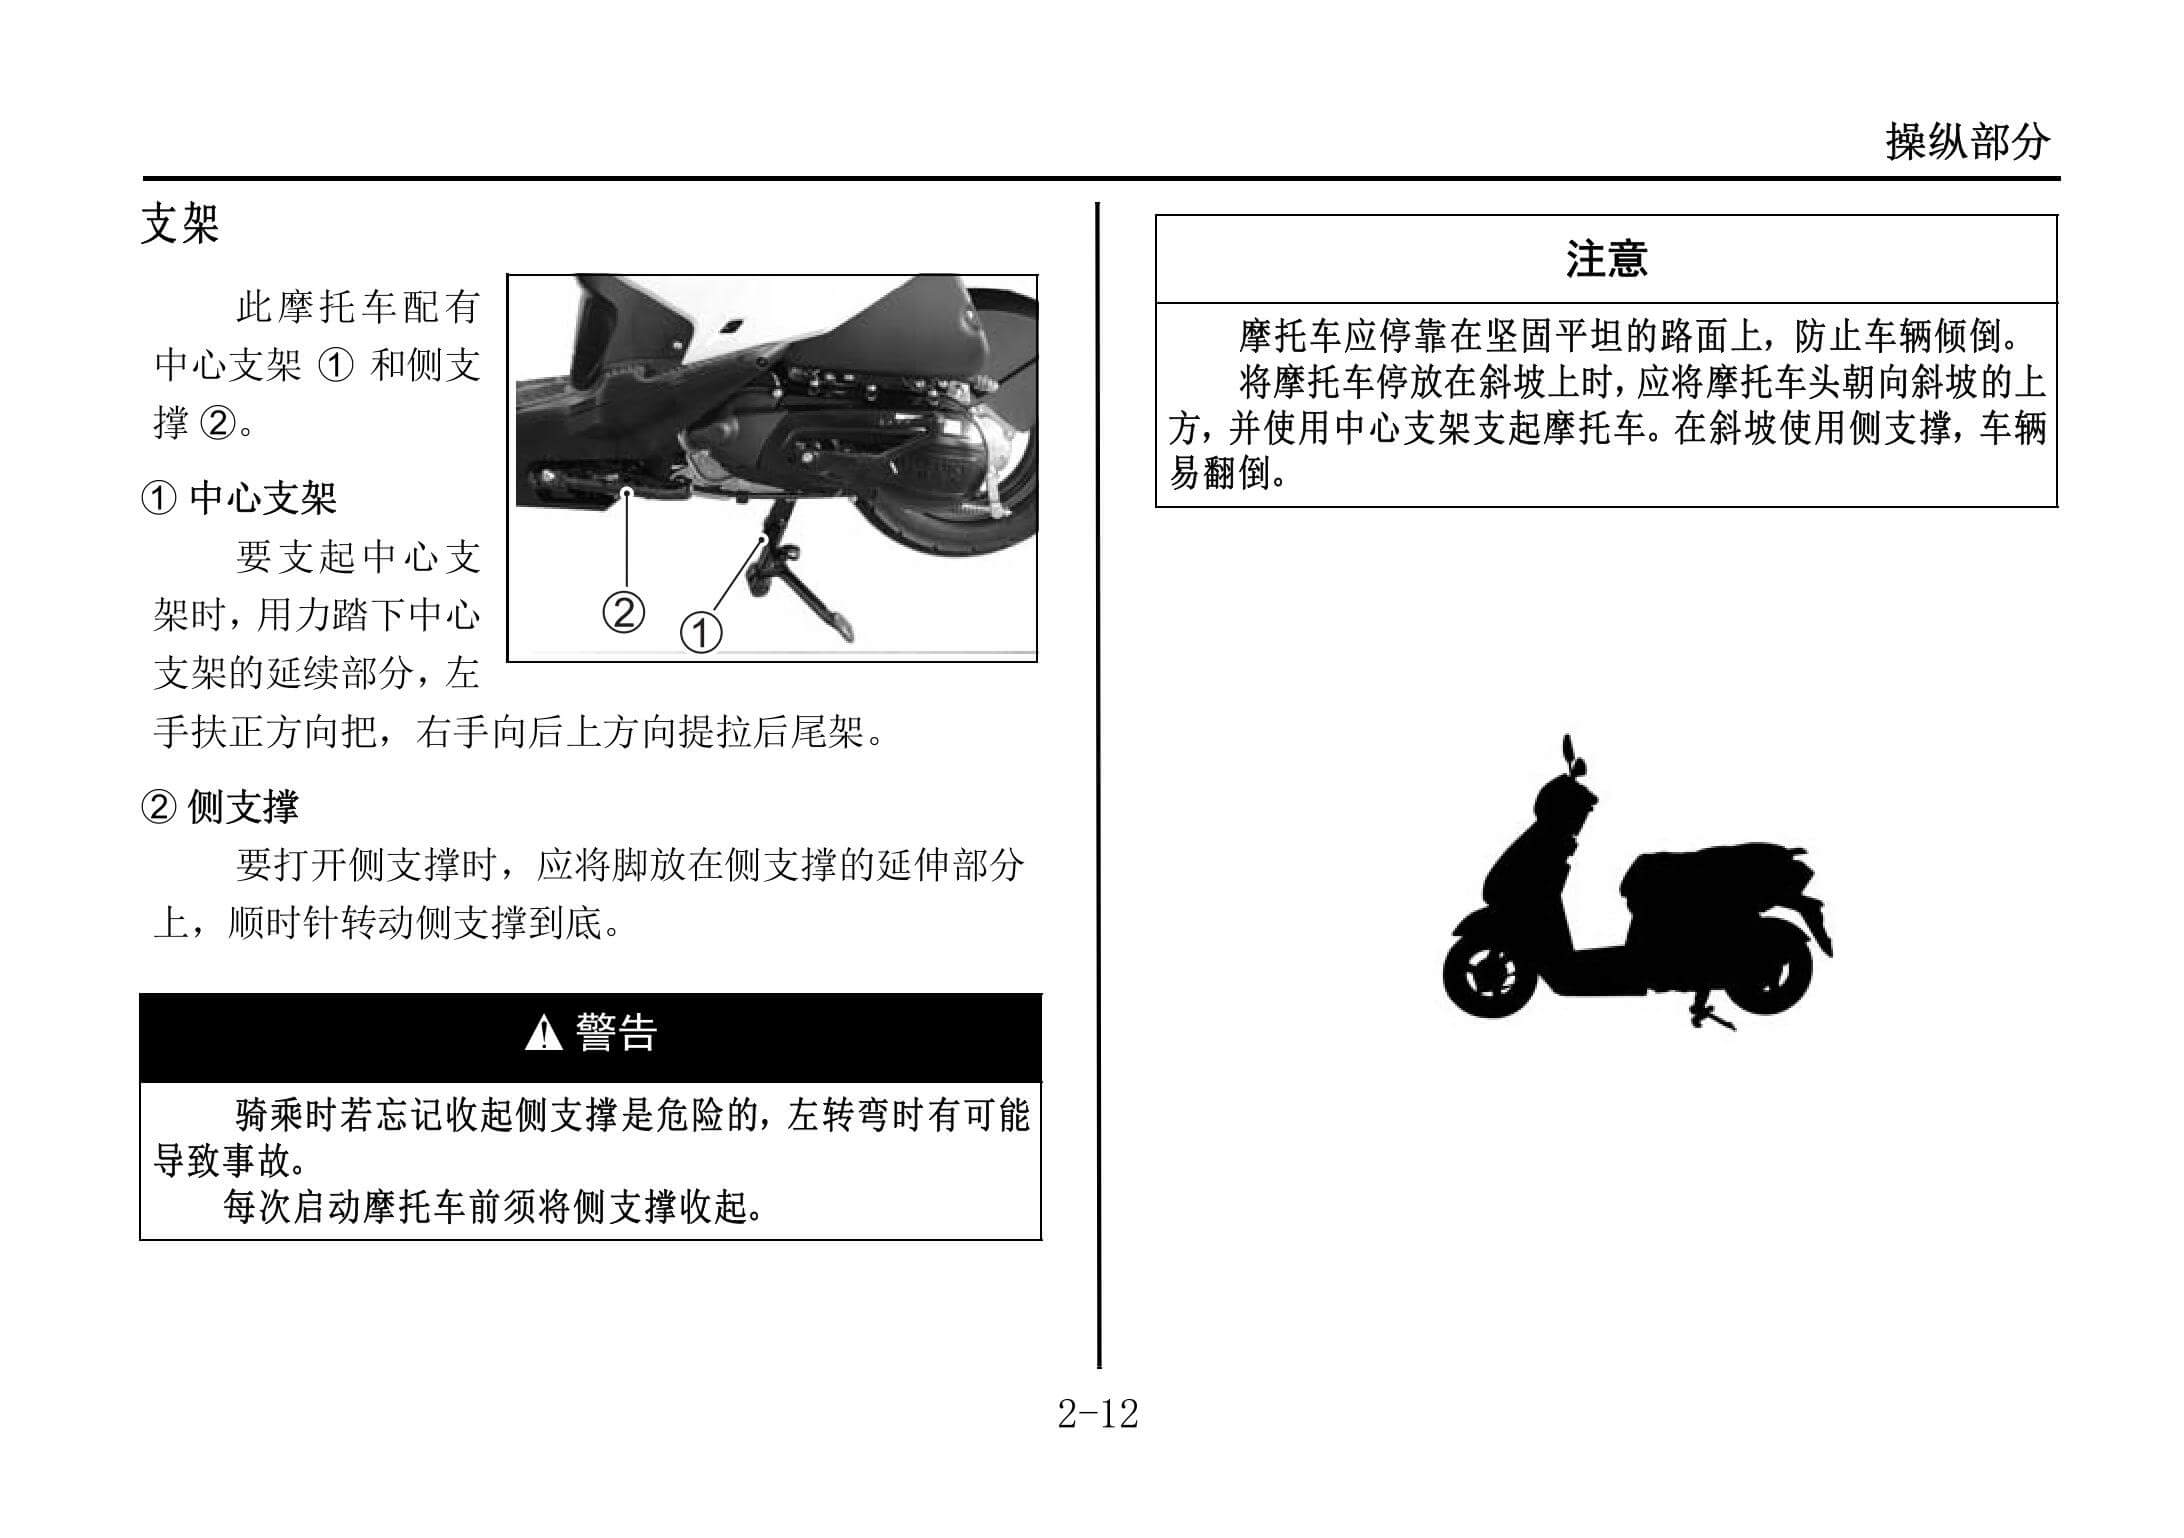 操纵部分
支架
此摩托车配有
中心支架 ① 和侧支
撑 ②。
① 中心支架
要支起中心支
架时，用力踏下中心
支架的延续部分，左
手扶正方向把，右手向后上方向提拉后尾架。
②
①
② 侧支撑
要打开侧支撑时，应将脚放在侧支撑的延伸部分
上，顺时针转动侧支撑到底。
警告
骑乘时若忘记收起侧支撑是危险的，左转弯时有可能
导致事故。
每次启动摩托车前须将侧支撑收起。
注意
摩托车应停靠在坚固平坦的路面上，防止车辆倾倒。
将摩托车停放在斜坡上时，应将摩托车头朝向斜坡的上
方，并使用中心支架支起摩托车。在斜坡使用侧支撑，车辆
易翻倒。
2-12